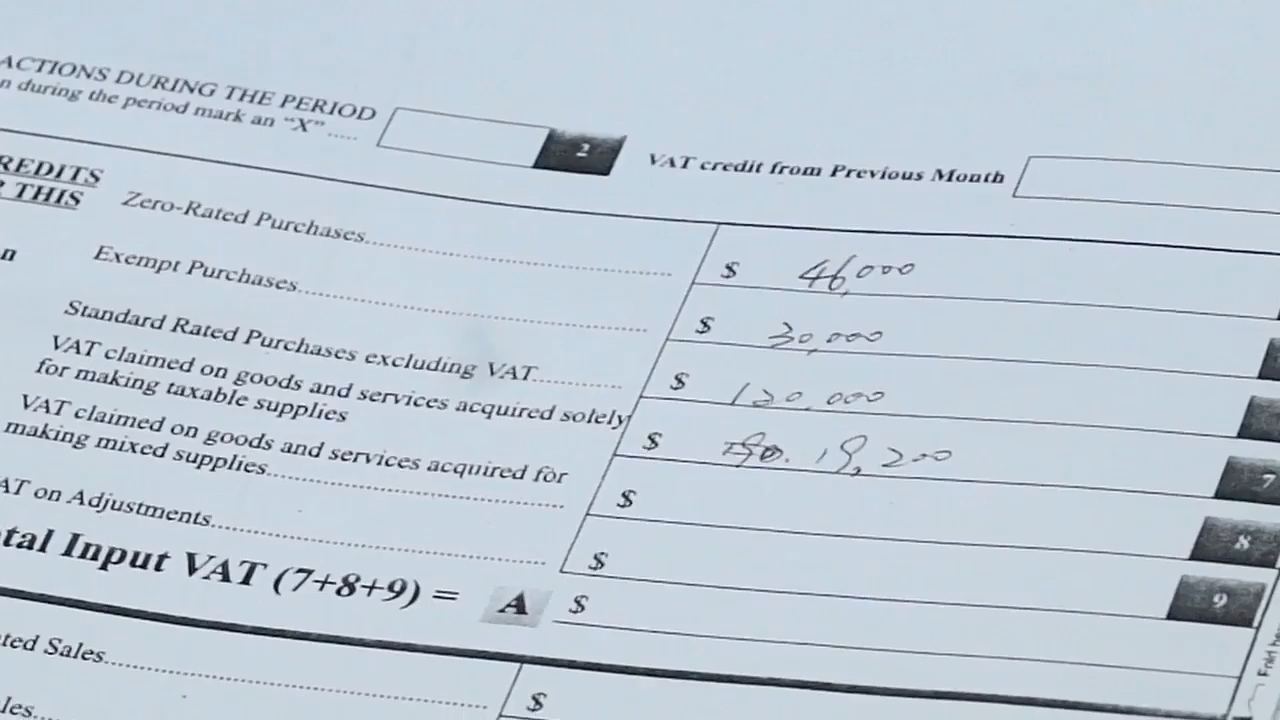 ACTIONS DURING THE PERIOD
n during the period mark an “X”..... 2 VAT credit from Previous Month
REDITS
THIS
Zero-Rated Purchases.......... $ 46,000
n Exempt Purchases.......... $ 30,000
Standard Rated Purchases excluding VAT.......... $ 120,000
VAT claimed on goods and services acquired solely
for making taxable supplies $ 19,200 7
VAT claimed on goods and services acquired for
making mixed supplies.......... $ 8
AT on Adjustments.......... $ 9
tal Input VAT (7+8+9) = A $
ted Sales.......... $
les....
Fold